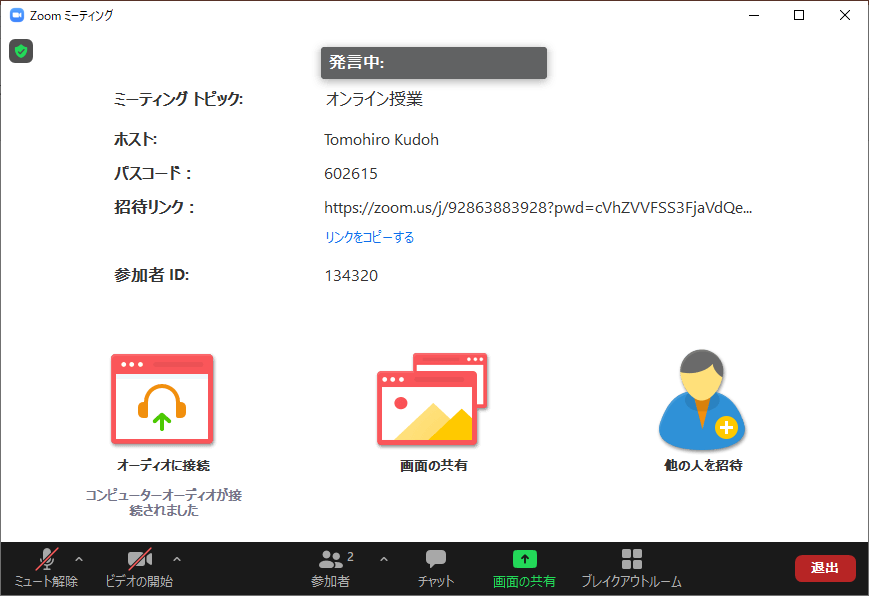 Zoom ミーティング
発言中:
ミーティング トピック: オンライン授業
ホスト: Tomohiro Kudoh
パスコード： 602615
招待リンク： https://zoom.us/j/92863883928?pwd=cVhZVVFSS3FjaVdQe...
リンクをコピーする
参加者 ID: 134320
オーディオに接続 画面の共有 他の人を招待
コンピューターオーディオが接
続されました
2
ミュート解除 ビデオの開始 参加者 チャット 画面の共有 ブレイクアウトルーム 退出